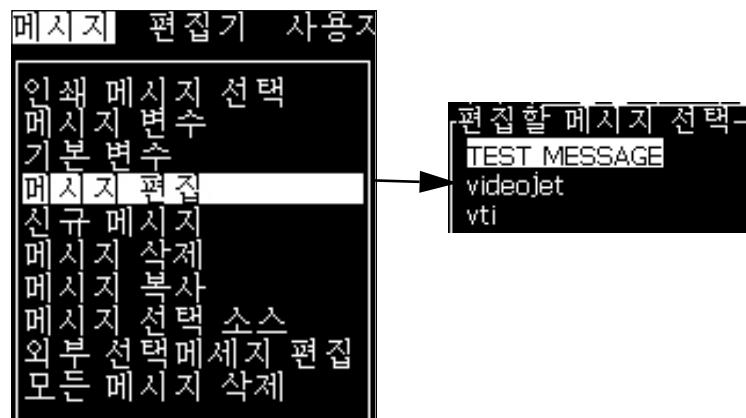 메시지 편집기 사용자
인쇄 메시지 선택
메시지 변수
기본 변수
메시지 편집
신규 메시지
메시지 삭제
메시지 복사
메시지 선택 소스
외부 선택메세지 편집
모든 메시지 삭제
편집할 메시지 선택
TEST MESSAGE
videojet
vti